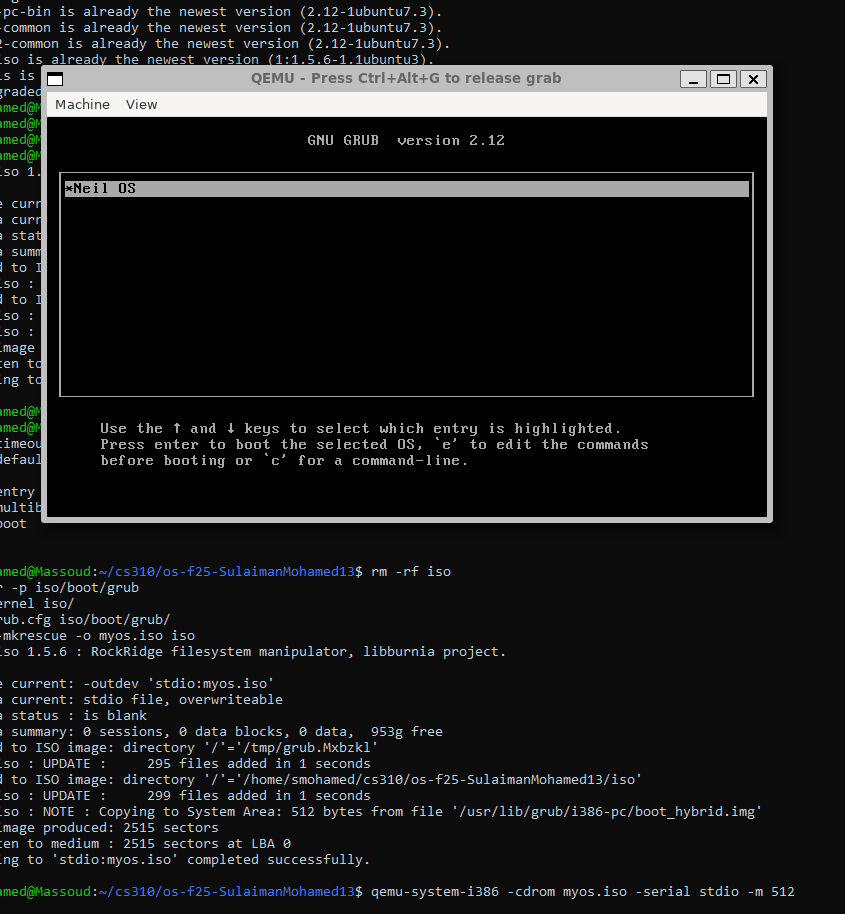 -pc-bin is already the newest version (2.12-1ubuntu7.3).
-common is already the newest version (2.12-1ubuntu7.3).
2-common is already the newest version (2.12-1ubuntu7.3).
iso is already the newest version (1:1.5.6-1.1ubuntu3).
is is
graded
QEMU - Press Ctrl+Alt+G to release grab
Machine View
GNU GRUB version 2.12
*Neil OS
Use the ↑ and ↓ keys to select which entry is highlighted.
Press enter to boot the selected OS, `e' to edit the commands
before booting or `c' for a command-line.
amed@M
amed@M
amed@M
amed@M
iso 1.
e curr
a curr
a stat
a summ
d to I
iso :
d to I
iso :
iso :
image
ten to
ing to
amed@M
amed@M
timeou
defaul
entry
multib
boot
amed@Massoud:~/cs310/os-f25-SulaimanMohamed13$ rm -rf iso
r -p iso/boot/grub
ernel iso/
rub.cfg iso/boot/grub/
-mkrescue -o myos.iso iso
iso 1.5.6 : RockRidge filesystem manipulator, libburnia project.
e current: -outdev 'stdio:myos.iso'
a current: stdio file, overwriteable
a status : is blank
a summary: 0 sessions, 0 data blocks, 0 data, 953g free
d to ISO image: directory '/'='/tmp/grub.Mxbzkl'
iso : UPDATE : 295 files added in 1 seconds
d to ISO image: directory '/'='/home/smohamed/cs310/os-f25-SulaimanMohamed13/iso'
iso : UPDATE : 299 files added in 1 seconds
iso : NOTE : Copying to System Area: 512 bytes from file '/usr/lib/grub/i386-pc/boot_hybrid.img'
image produced: 2515 sectors
ten to medium : 2515 sectors at LBA 0
ing to 'stdio:myos.iso' completed successfully.
amed@Massoud:~/cs310/os-f25-SulaimanMohamed13$ qemu-system-i386 -cdrom myos.iso -serial stdio -m 512